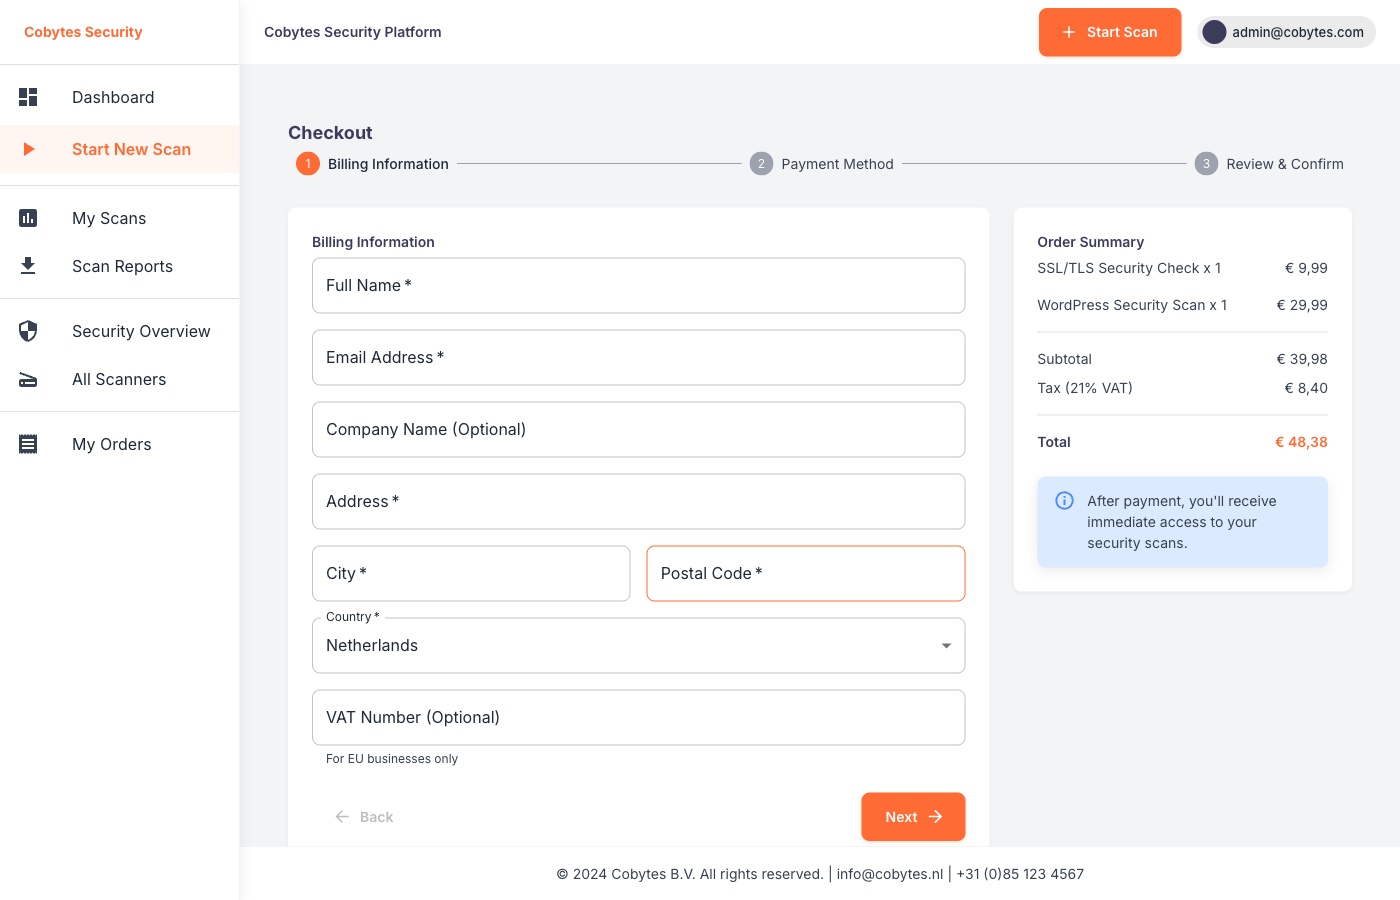 Cobytes Security
Cobytes Security Platform
Start Scan
admin@cobytes.com
Dashboard
Start New Scan
My Scans
Scan Reports
Security Overview
All Scanners
My Orders
Checkout
1 Billing Information
2 Payment Method
3 Review & Confirm
Billing Information
Full Name *
Email Address *
Company Name (Optional)
Address *
City *
Postal Code *
Country *
Netherlands
VAT Number (Optional)
For EU businesses only
Back
Next
Order Summary
SSL/TLS Security Check x 1 € 9,99
WordPress Security Scan x 1 € 29,99
Subtotal € 39,98
Tax (21% VAT) € 8,40
Total € 48,38
After payment, you'll receive
immediate access to your
security scans.
© 2024 Cobytes B.V. All rights reserved. | info@cobytes.nl | +31 (0)85 123 4567